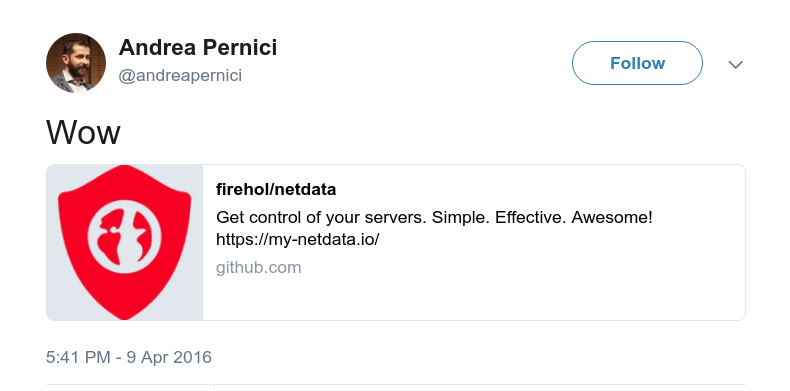 Andrea Pernici
@andreapernici
Follow
Wow
firehol/netdata
Get control of your servers. Simple. Effective. Awesome!
https://my-netdata.io/
github.com
5:41 PM - 9 Apr 2016